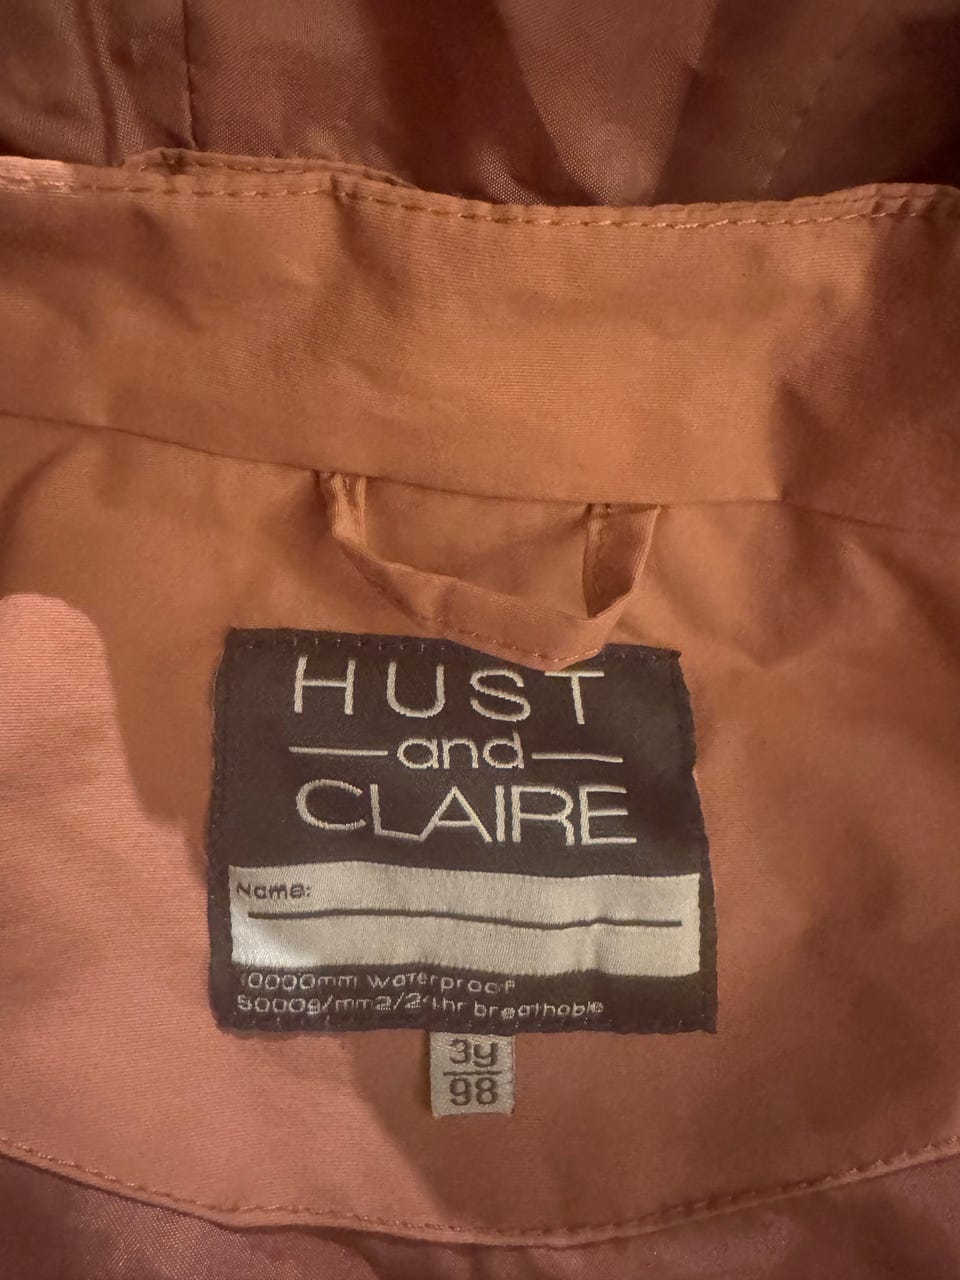 HUST
and
CLAIRE
Name:
10000mm waterproof
5000g/mm2/24hr breathable
3y
98